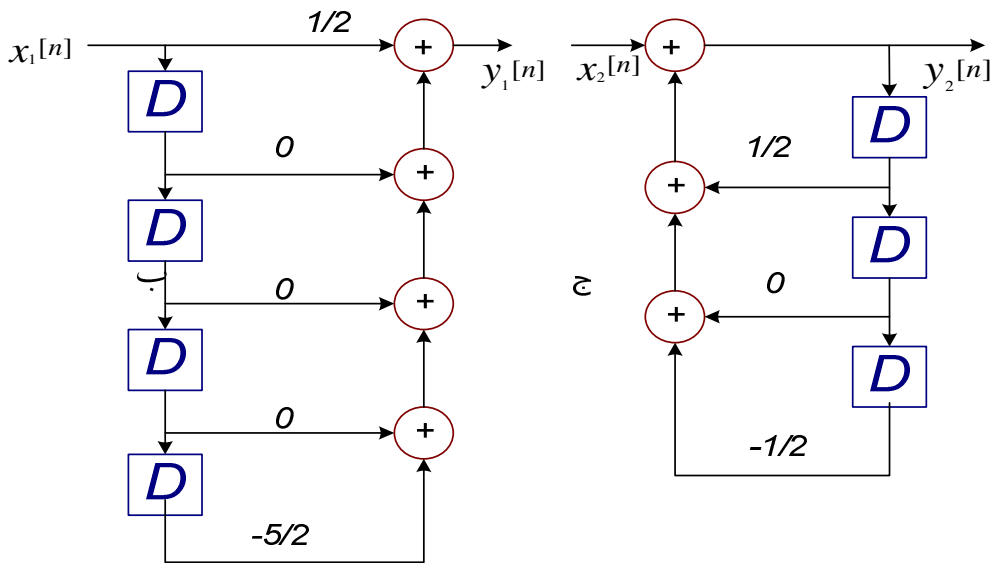 x₁[n]
1/2
+
y₁[n]
D
0
+
D
0
+
D
0
+
D
-5/2
x₂[n]
+
y₂[n]
D
1/2
+
D
ج
0
+
D
-1/2